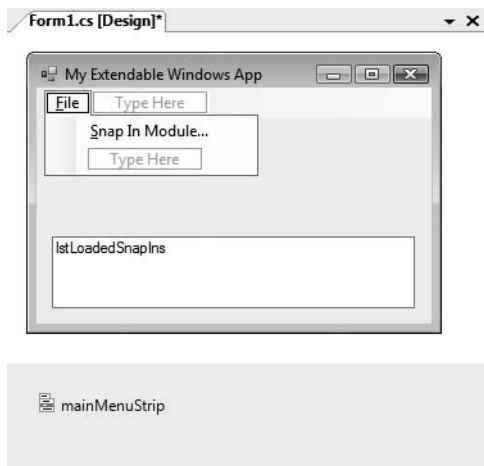 Form1.cs [Design]*
My Extendable Windows App
File Type Here
Snap In Module...
Type Here
lstLoadedSnapIns
mainMenuStrip